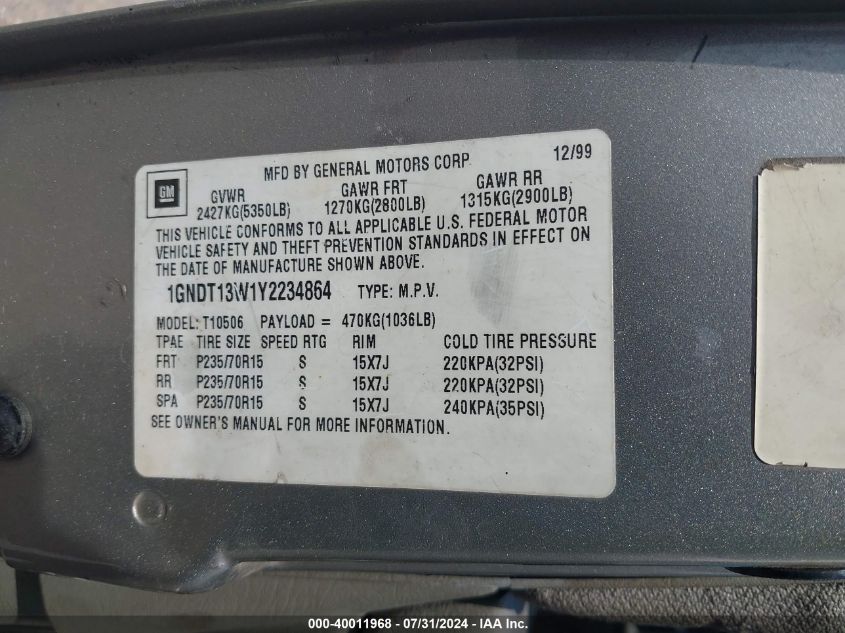 MFD BY GENERAL MOTORS CORP 12/99
GM
GVWR GAWR FRT GAWR RR
2427KG(5350LB) 1270KG(2800LB) 1315KG(2900LB)
THIS VEHICLE CONFORMS TO ALL APPLICABLE U.S. FEDERAL MOTOR
VEHICLE SAFETY AND THEFT PREVENTION STANDARDS IN EFFECT ON
THE DATE OF MANUFACTURE SHOWN ABOVE.
1GNDT13W1Y2234864 TYPE: M.P.V.
MODEL: T10506 PAYLOAD = 470KG(1036LB)
TPAE TIRE SIZE SPEED RTG RIM COLD TIRE PRESSURE
FRT P235/70R15 S 15X7J 220KPA(32PSI)
RR P235/70R15 S 15X7J 220KPA(32PSI)
SPA P235/70R15 S 15X7J 240KPA(35PSI)
SEE OWNER'S MANUAL FOR MORE INFORMATION.
000-40011968 - 07/31/2024 - IAA Inc.